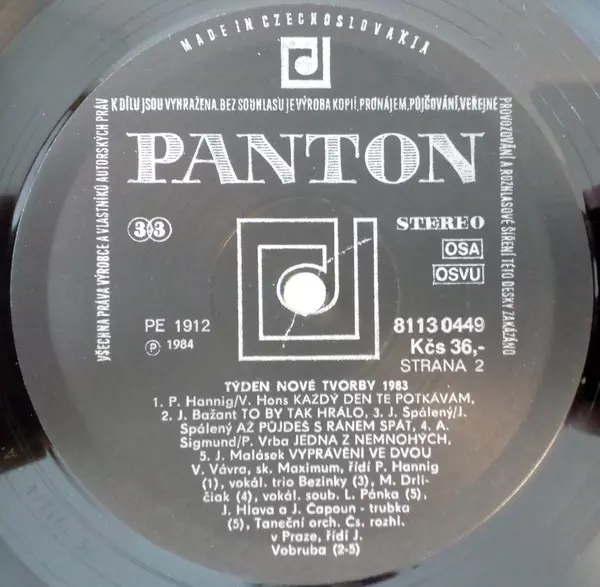 MADE IN CZECHOSLOVAKIA
VŠECHNA PRÁVA VÝROBCE A VLASTNÍKŮ AUTORSKÝCH PRÁV
K DÍLU JSOU VYHRAŽENA. BEZ SOUHLASU JE VÝROBA KOPIÍ, PRONÁJEM, PŮJČOVÁNÍ, VEŘEJNÉ
PROVOZOVÁNÍ A ROZHLASOVÉ ŠÍŘENÍ TÉTO DESKY ZAKÁZÁNO
PANTON
33
STEREO
OSA
OSVU
PE 1912
Ⓟ 1984
8113 0449
Kčs 36,-
STRANA 2
TÝDEN NOVÉ TVORBY 1983
1. P. Hannig/V. Hons KAŽDÝ DEN TE POTKÁVÁM,
2. J. Bažant TO BY TAK HRÁLO, 3. J. Spálený/J.
Spálený AŽ PŮJDEŠ S RÁNEM SPÁT, 4. A.
Sigmund/P. Vrba JEDNA Z NEMNOHÝCH,
5. J. Malásek VYPRÁVĚNÍ VE DVOU
V. Vávra, sk. Maximum, řídí P. Hannig
(1), vokál. trio Bezinky (3), M. Drli-
čiak (4), vokál. soub. L. Pánka (5),
J. Hlava a J. Čapoun - trubka
(5), Taneční orch. Čs. rozhl.
v Praze, řídí J.
Vobruba (2-5)